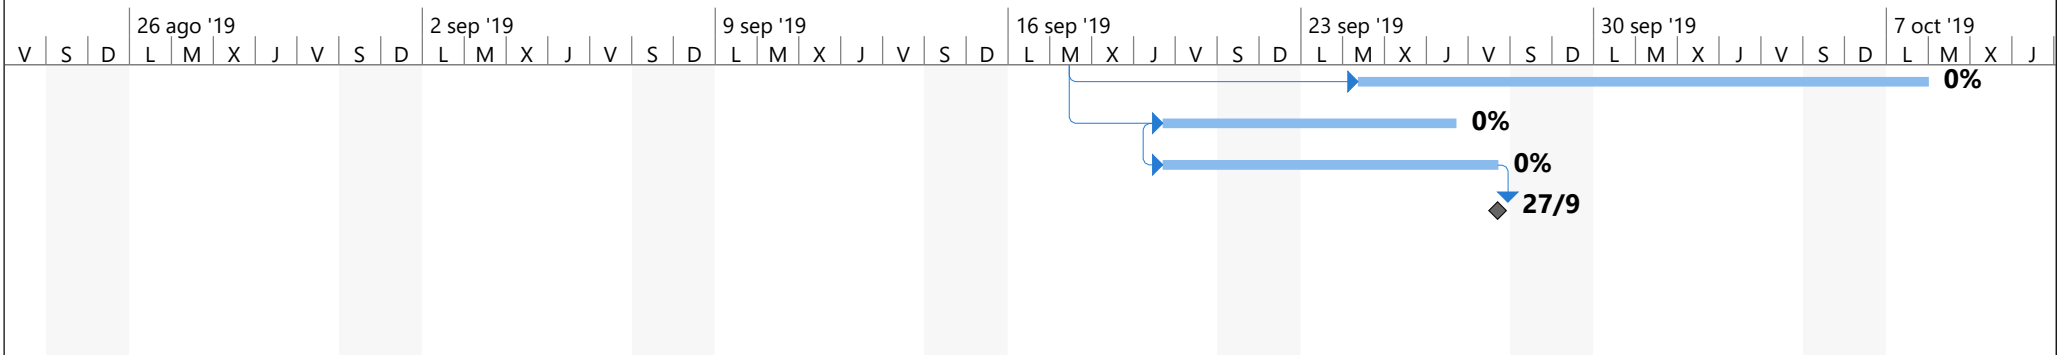 26 ago '19 2 sep '19 9 sep '19 16 sep '19 23 sep '19 30 sep '19 7 oct '19
V S D L M X J V S D L M X J V S D L M X J V S D L M X J V S D L M X J V S D L M X J V S D L M X J
0%
0%
0%
27/9